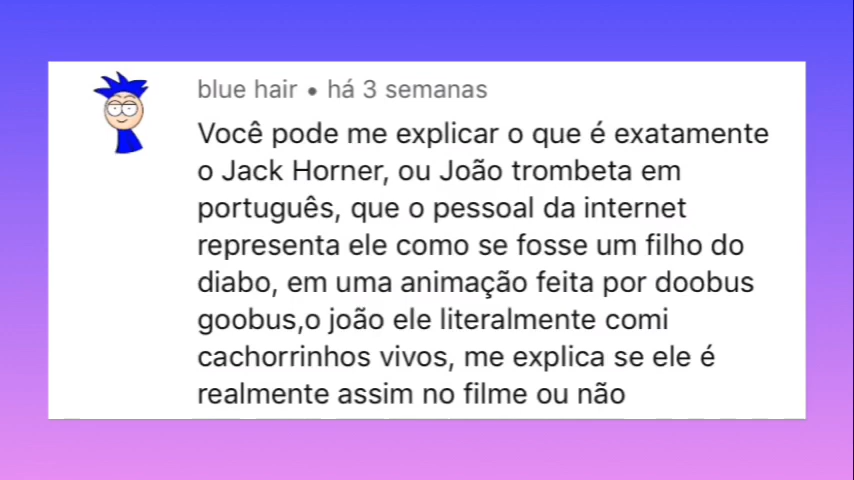 blue hair • há 3 semanas
Você pode me explicar o que é exatamente
o Jack Horner, ou João trombeta em
português, que o pessoal da internet
representa ele como se fosse um filho do
diabo, em uma animação feita por doobus
goobus,o joão ele literalmente comi
cachorrinhos vivos, me explica se ele é
realmente assim no filme ou não